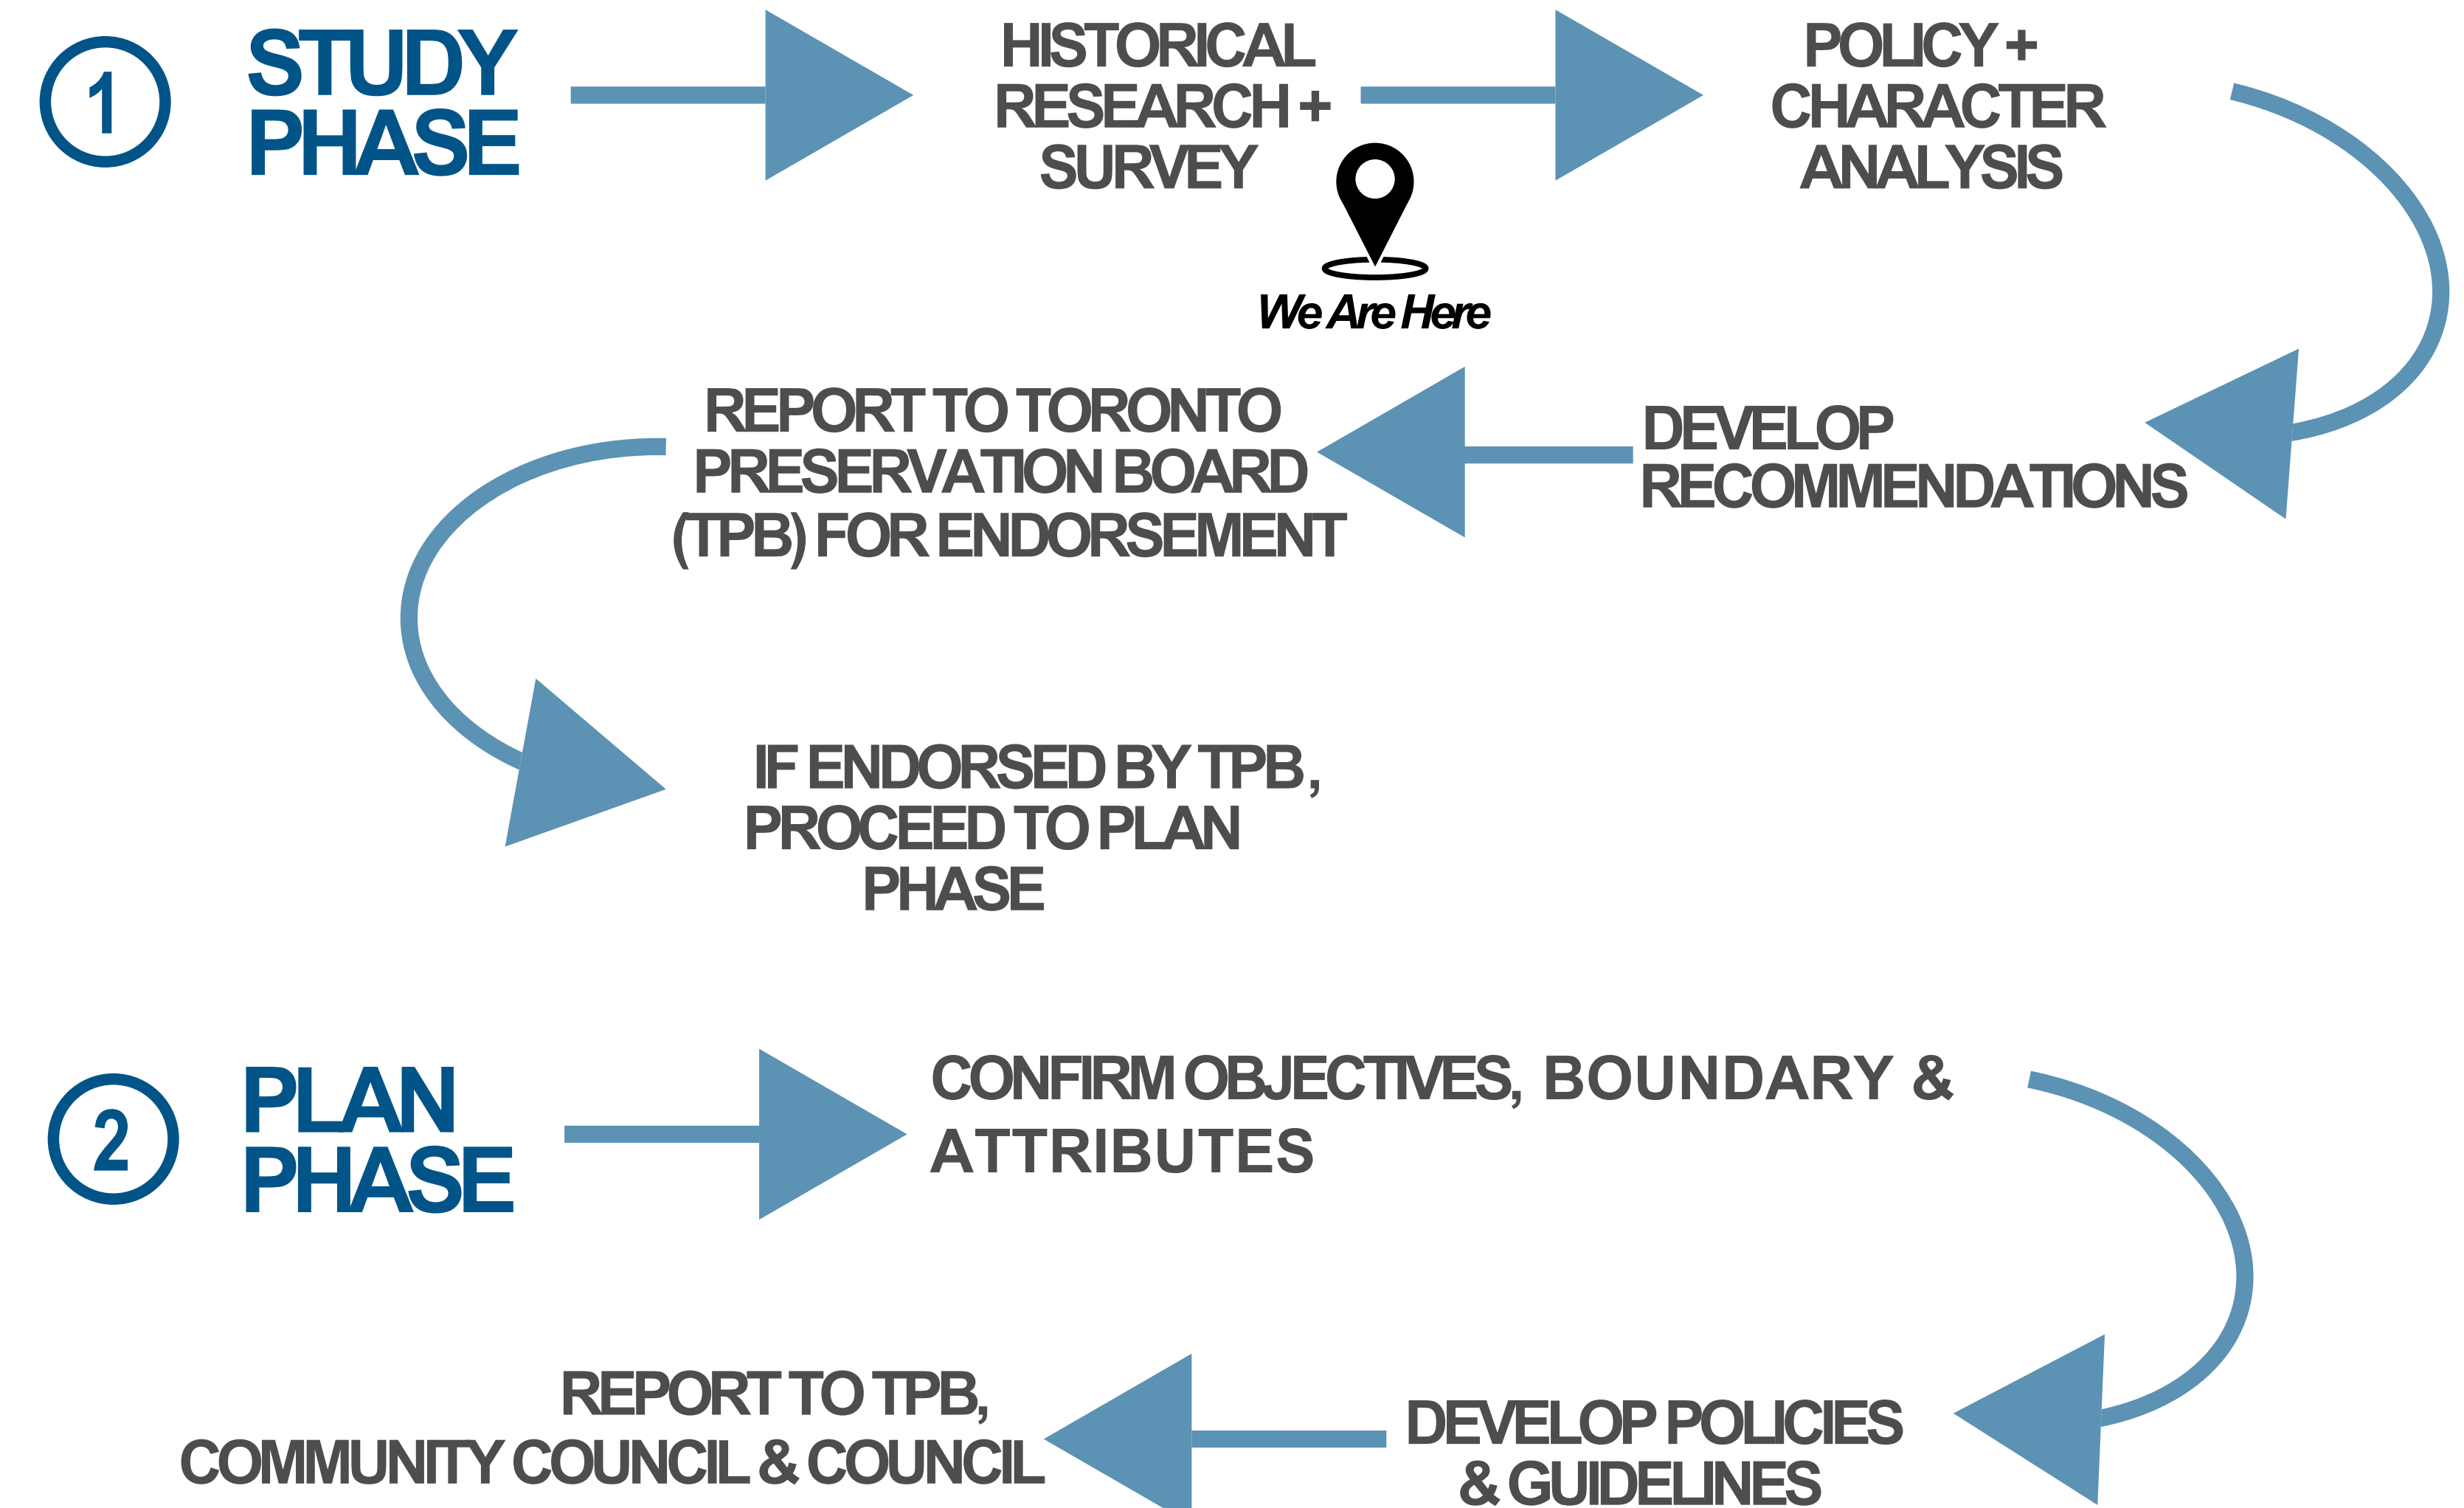 1
STUDY
PHASE
HISTORICAL
RESEARCH +
SURVEY
POLICY +
CHARACTER
ANALYSIS
We Are Here
DEVELOP
RECOMMENDATIONS
REPORT TO TORONTO
PRESERVATION BOARD
(TPB) FOR ENDORSEMENT
IF ENDORSED BY TPB,
PROCEED TO PLAN
PHASE
2
PLAN
PHASE
CONFIRM OBJECTIVES, BOUNDARY &
ATTRIBUTES
DEVELOP POLICIES
& GUIDELINES
REPORT TO TPB,
COMMUNITY COUNCIL & COUNCIL